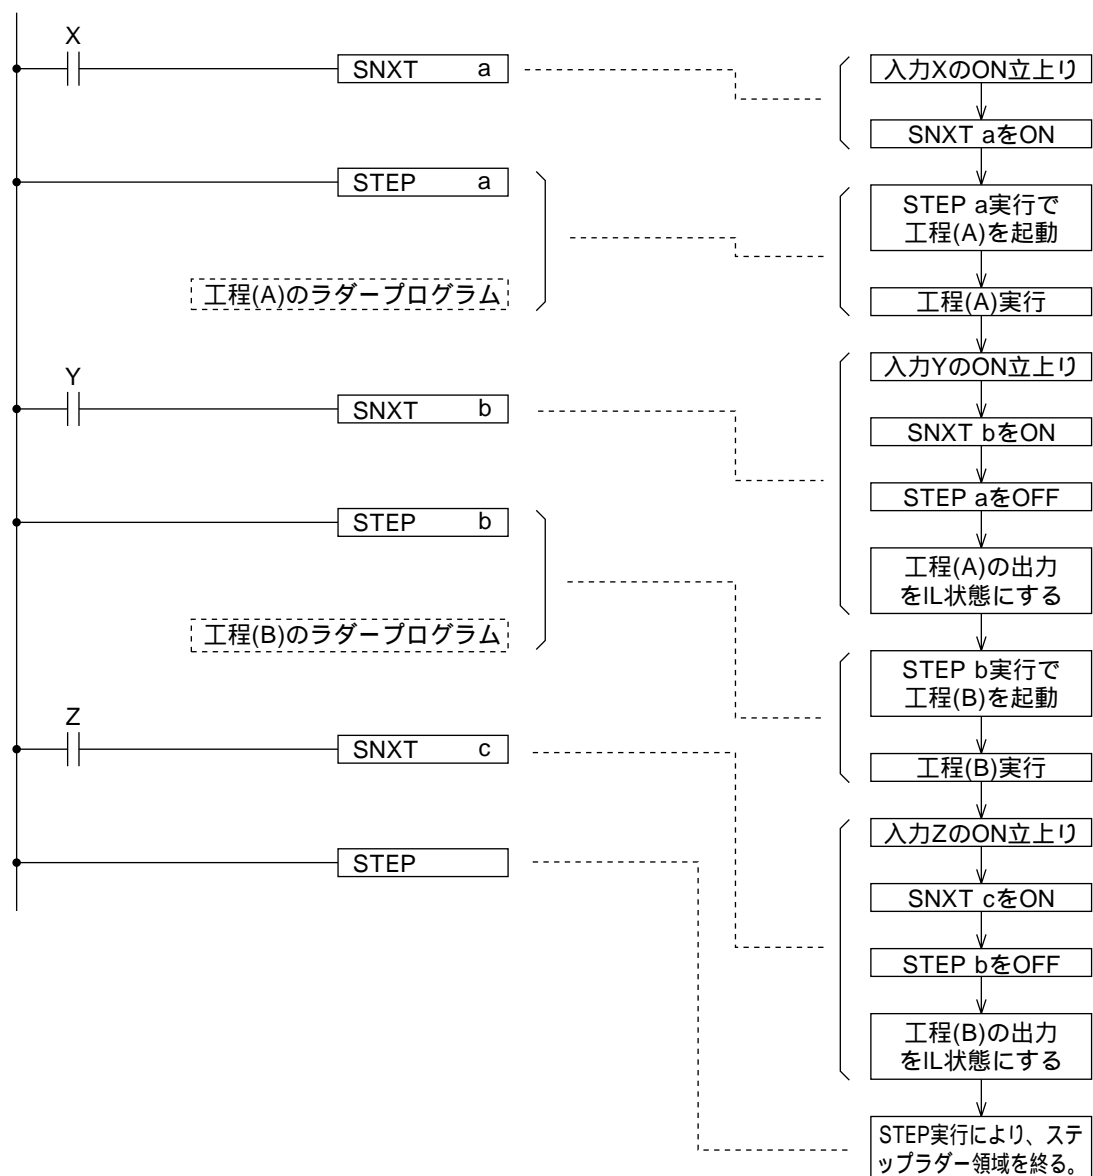 X
SNXT a
STEP a
工程(A)のラダープログラム
Y
SNXT b
STEP b
工程(B)のラダープログラム
Z
SNXT c
STEP
入力XのON立上り
SNXT aをON
STEP a実行で
工程(A)を起動
工程(A)実行
入力YのON立上り
SNXT bをON
STEP aをOFF
工程(A)の出力
をIL状態にする
STEP b実行で
工程(B)を起動
工程(B)実行
入力ZのON立上り
SNXT cをON
STEP bをOFF
工程(B)の出力
をIL状態にする
STEP実行により、ステ
ップラダー領域を終る。